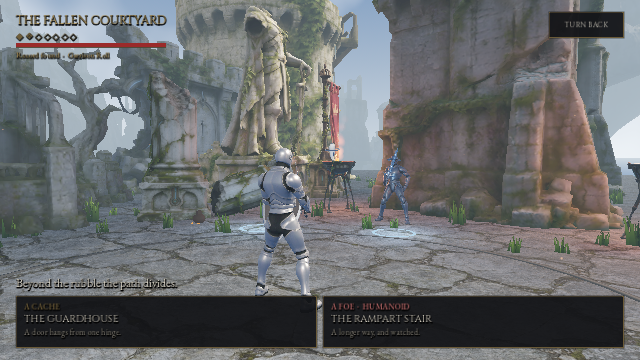 THE FALLEN COURTYARD
TURN BACK
Beyond the rubble the path divides.
A CACHE
THE GUARDHOUSE
A door hangs from one hinge.
A FOE - HUMANOID
THE RAMPART STAIR
A longer way, and watched.